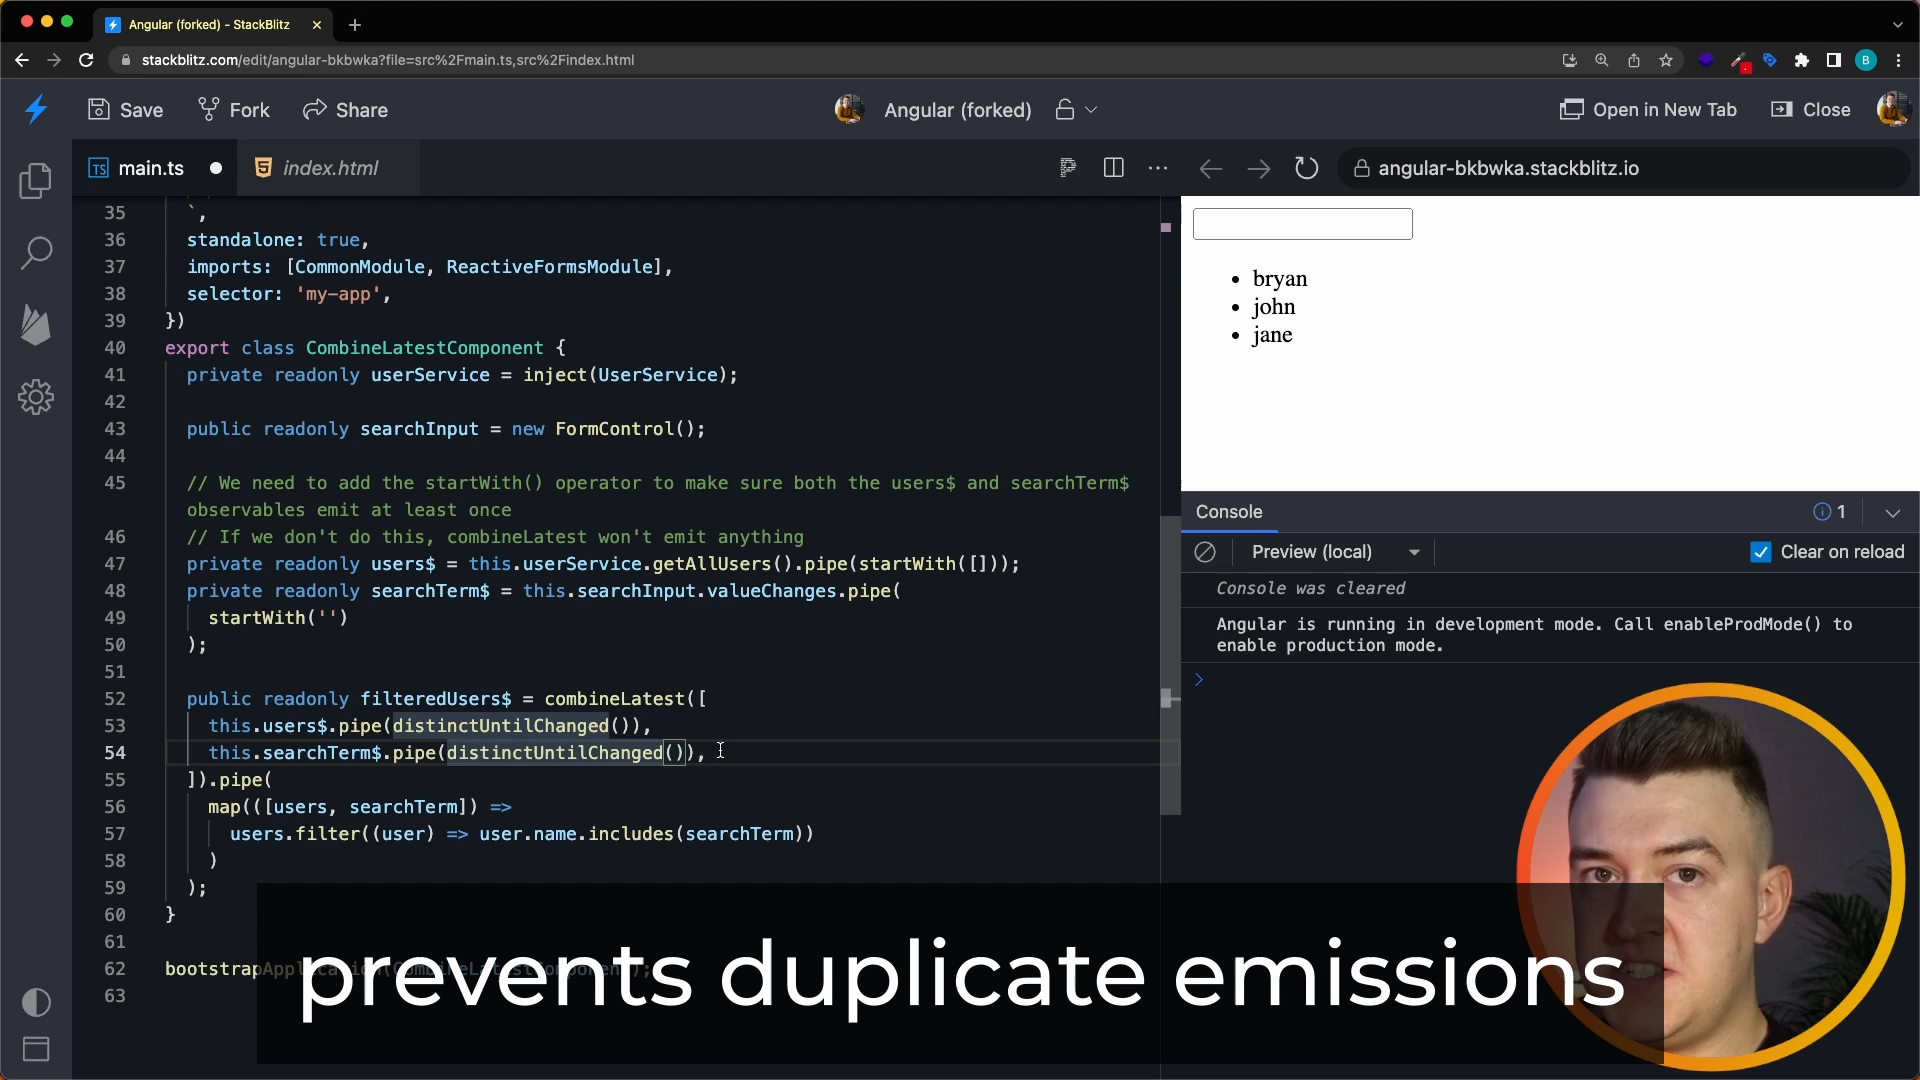 Angular (forked) - StackBlitz
stackblitz.com/edit/angular-bkbwka?file=src%2Fmain.ts,src%2Findex.html
B
Save
Fork
Share
Angular (forked)
Open in New Tab
Close
TS main.ts
index.html
angular-bkbwka.stackblitz.io
35 `,
36 standalone: true,
37 imports: [CommonModule, ReactiveFormsModule],
38 selector: 'my-app',
39 })
40 export class CombineLatestComponent {
41 private readonly userService = inject(UserService);
42
43 public readonly searchInput = new FormControl();
44
45 // We need to add the startWith() operator to make sure both the users$ and searchTerm$
observables emit at least once
46 // If we don't do this, combineLatest won't emit anything
47 private readonly users$ = this.userService.getAllUsers().pipe(startWith([]));
48 private readonly searchTerm$ = this.searchInput.valueChanges.pipe(
49 startWith('')
50 );
51
52 public readonly filteredUsers$ = combineLatest([
53 this.users$.pipe(distinctUntilChanged()),
54 this.searchTerm$.pipe(distinctUntilChanged()),
55 ]).pipe(
56 map(([users, searchTerm]) =>
57 users.filter((user) => user.name.includes(searchTerm))
58 )
59 );
60 }
61
62 bootstrapApplication(CombineLatestComponent);
63
bryan
john
jane
Console
1
Preview (local)
Clear on reload
Console was cleared
Angular is running in development mode. Call enableProdMode() to
enable production mode.
prevents duplicate emissions